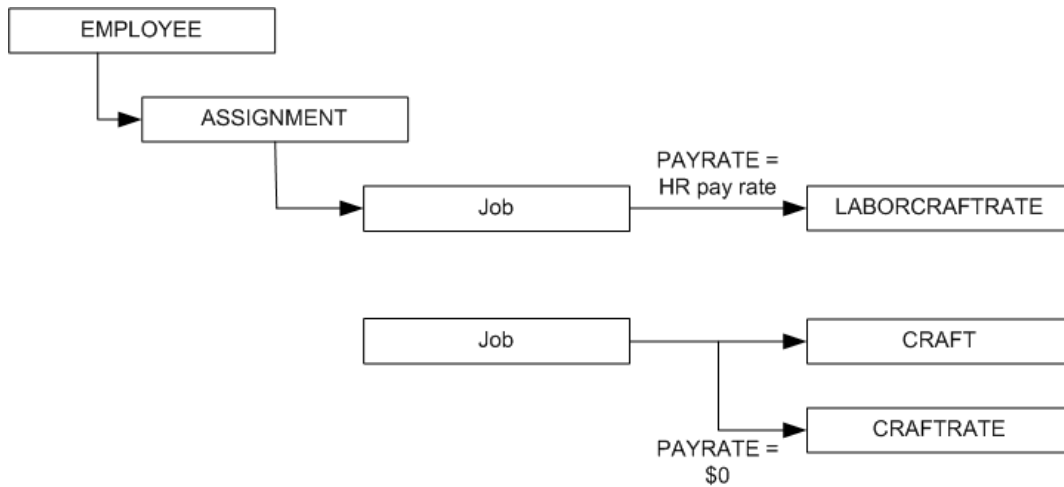 EMPLOYEE
ASSIGNMENT
PAYRATE =
HR pay rate
Job
LABORCRAFTRATE
Job
CRAFT
CRAFTRATE
PAYRATE =
$0